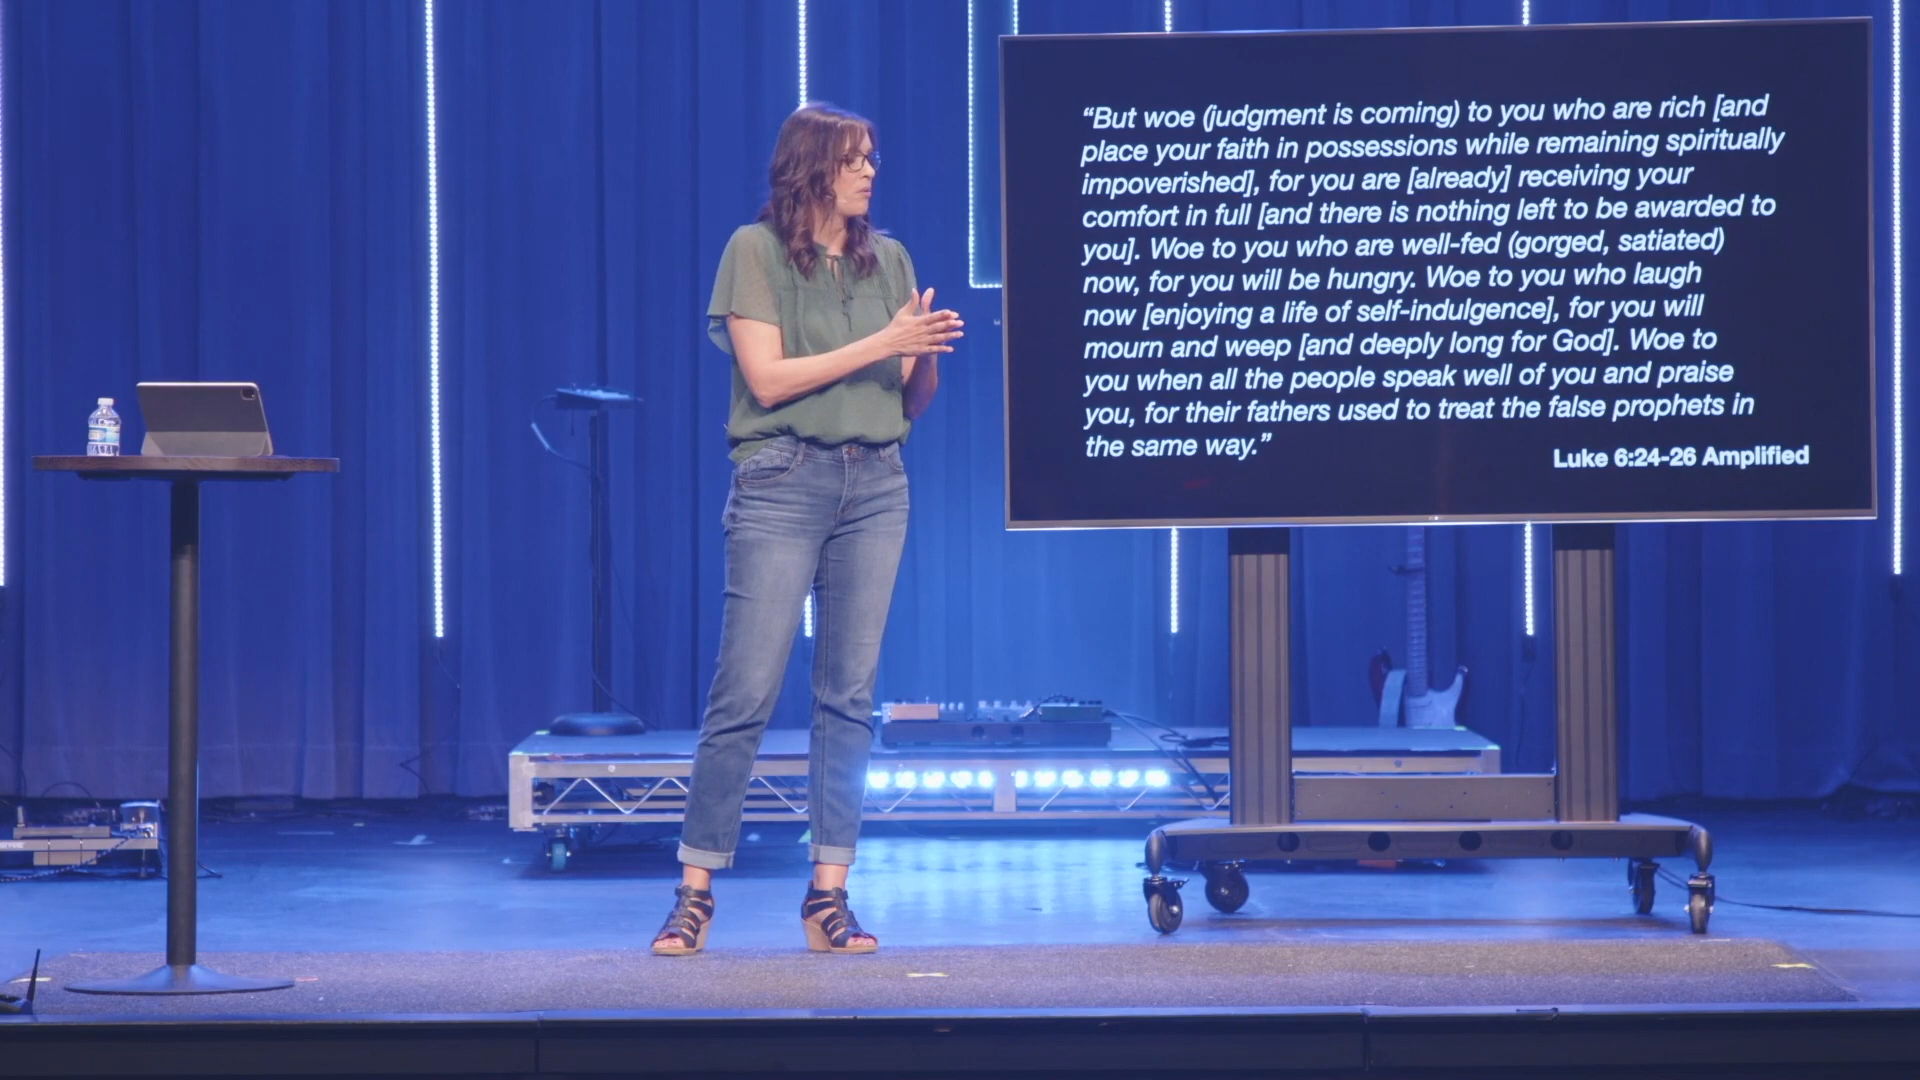 “But woe (judgment is coming) to you who are rich [and
place your faith in possessions while remaining spiritually
impoverished], for you are [already] receiving your
comfort in full [and there is nothing left to be awarded to
you]. Woe to you who are well-fed (gorged, satiated)
now, for you will be hungry. Woe to you who laugh
now [enjoying a life of self-indulgence], for you will
mourn and weep [and deeply long for God]. Woe to
you when all the people speak well of you and praise
you, for their fathers used to treat the false prophets in
the same way.”
Luke 6:24-26 Amplified